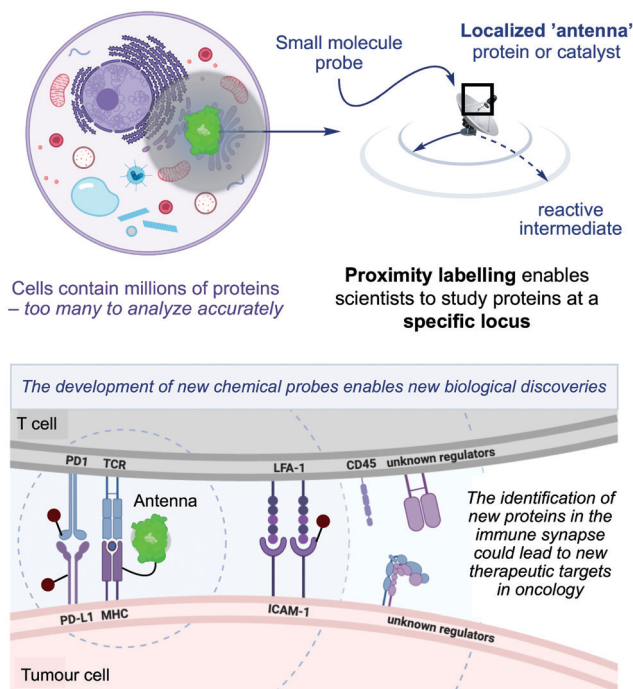 Small molecule
probe
Localized 'antenna'
protein or catalyst
reactive
intermediate
Cells contain millions of proteins
– too many to analyze accurately
Proximity labelling enables
scientists to study proteins at a
specific locus
The development of new chemical probes enables new biological discoveries
T cell
PD1 TCR LFA-1 CD45 unknown regulators
Antenna
The identification of
new proteins in the
immune synapse
could lead to new
therapeutic targets
in oncology
PD-L1 MHC ICAM-1 unknown regulators
Tumour cell